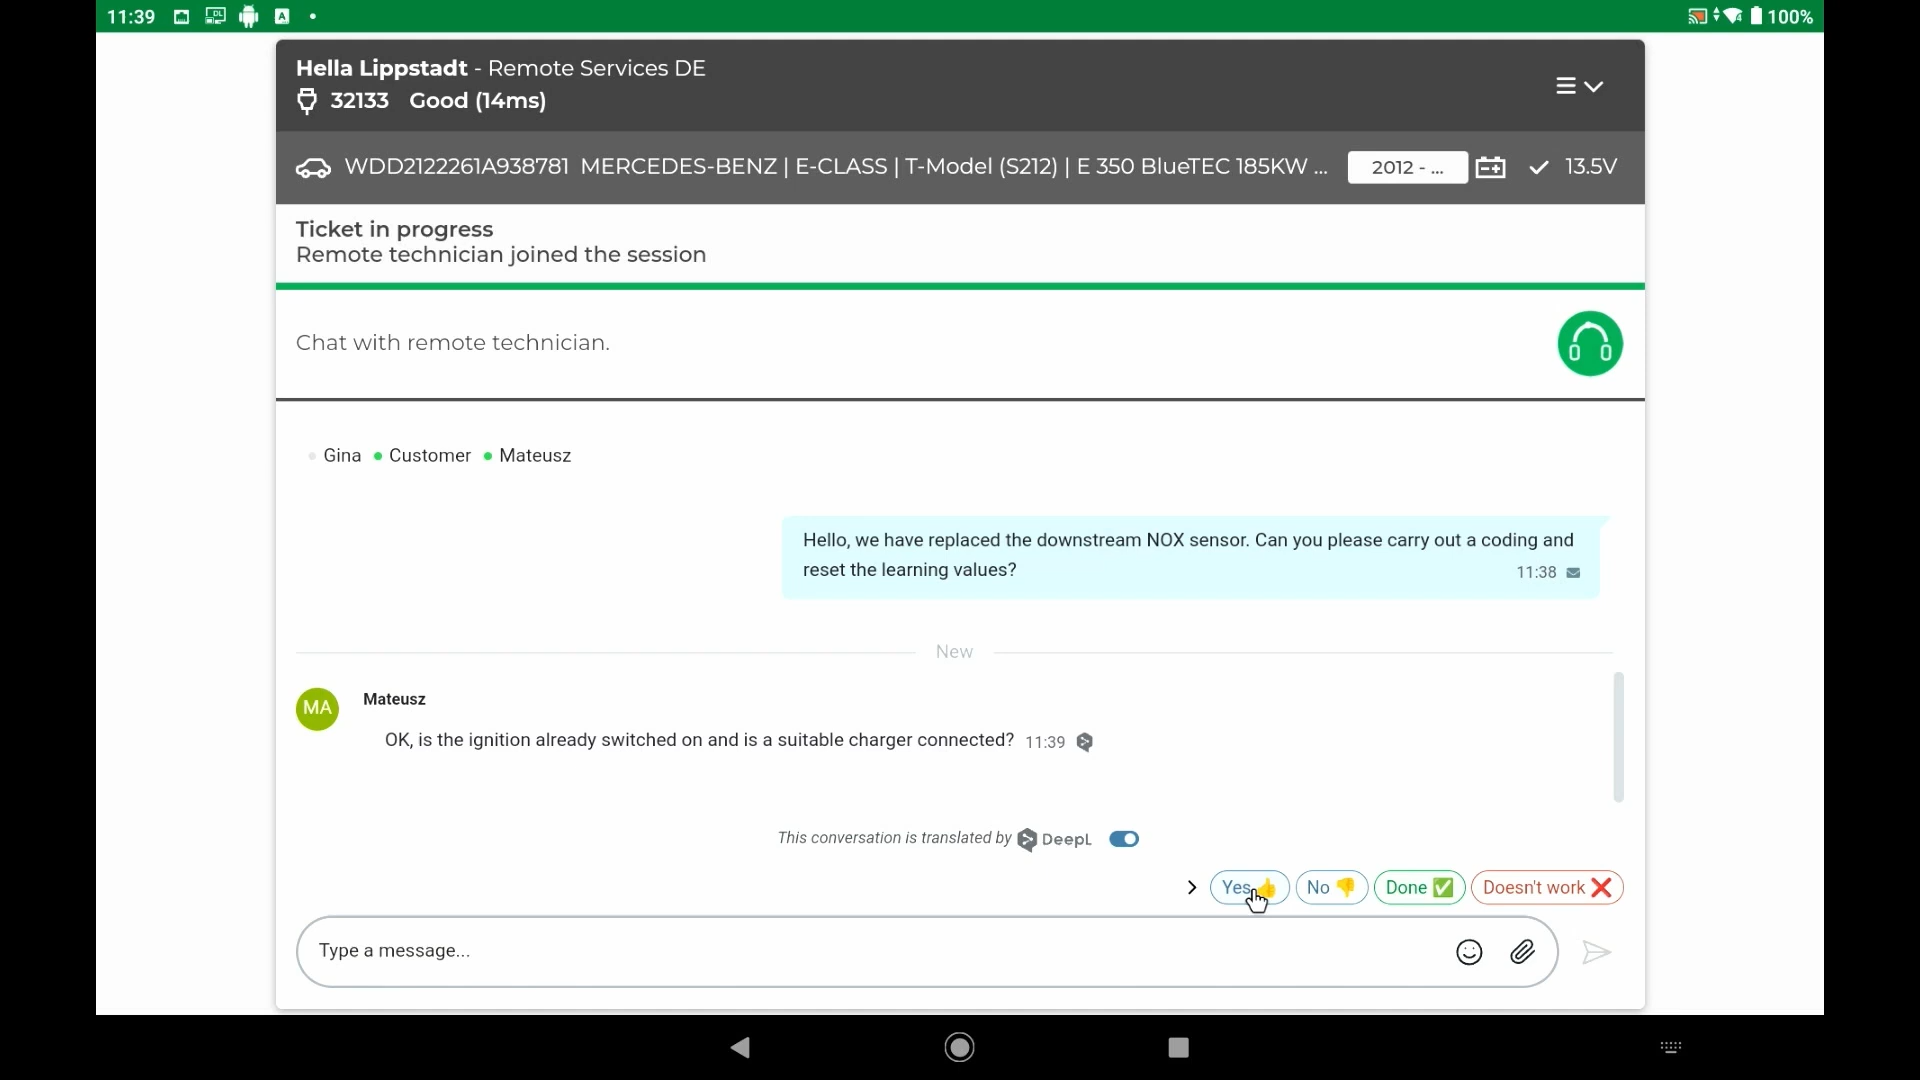 11:39
100%
Hella Lippstadt - Remote Services DE
32133 Good (14ms)
WDD2122261A938781 MERCEDES-BENZ | E-CLASS | T-Model (S212) | E 350 BlueTEC 185KW ... 2012 - ... 13.5V
Ticket in progress
Remote technician joined the session
Chat with remote technician.
Gina Customer Mateusz
Hello, we have replaced the downstream NOX sensor. Can you please carry out a coding and
reset the learning values?
11:38
New
MA
Mateusz
OK, is the ignition already switched on and is a suitable charger connected? 11:39
This conversation is translated by DeepL
Yes 👍 No 👎 Done ✅ Doesn't work ❌
Type a message...